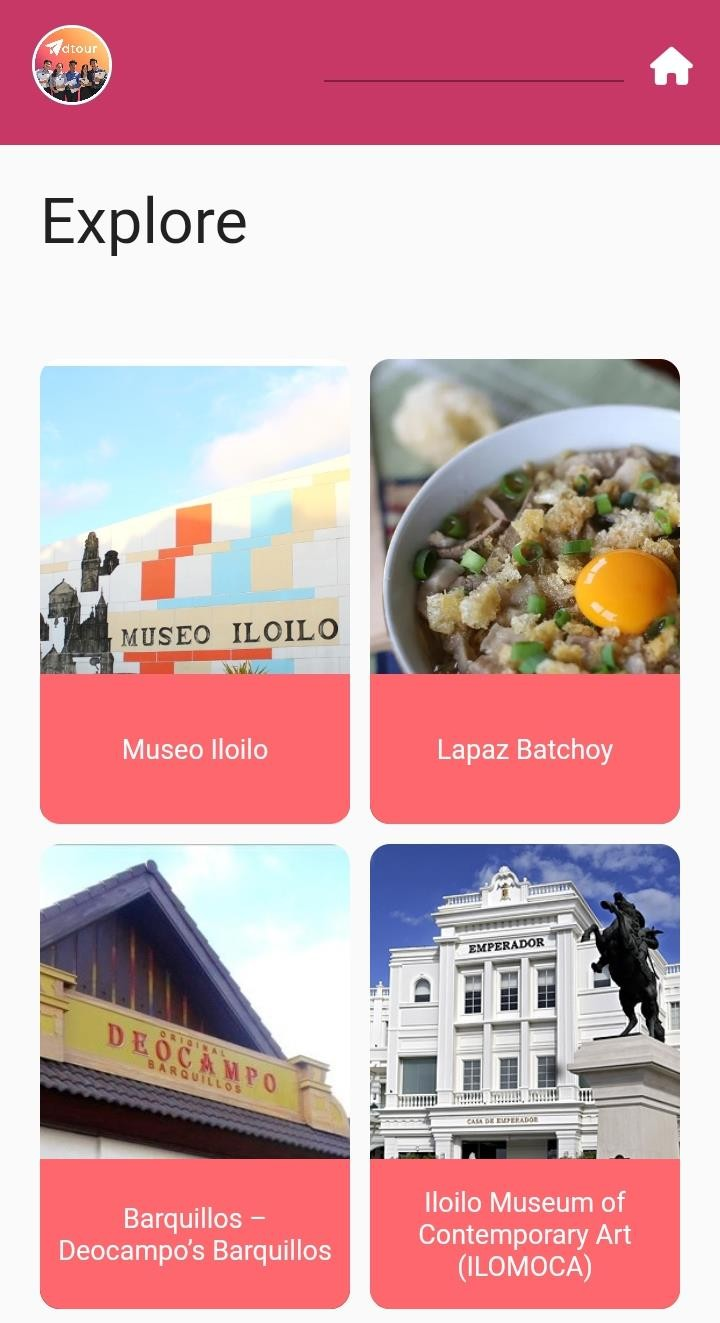 dtour
Explore
MUSEO ILOILO
Museo Iloilo
Lapaz Batchoy
ORIGINAL
DEOCAMPO
BARQUILLOS
Barquillos –
Deocampo’s Barquillos
EMPERADOR
CASA DE EMPERADOR
Iloilo Museum of
Contemporary Art
(ILOMOCA)